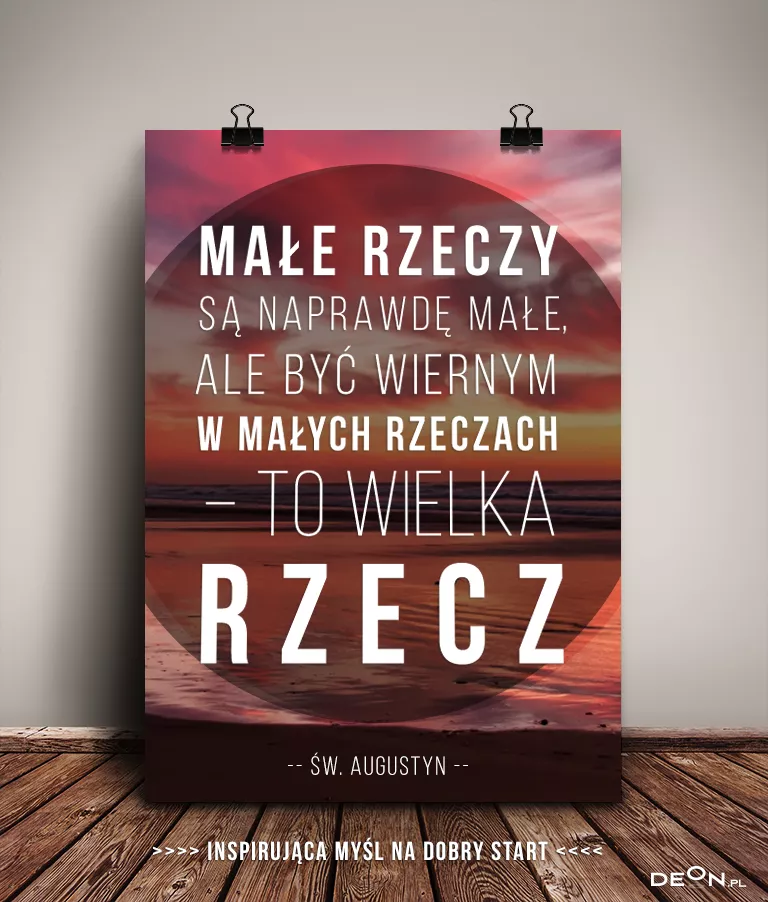 MAŁE RZECZY
SĄ NAPRAWDĘ MAŁE,
ALE BYĆ WIERNYM
W MAŁYCH RZECZACH
– TO WIELKA
RZECZ
-- ŚW. AUGUSTYN --
>>>> INSPIRUJĄCA MYŚL NA DOBRY START <<<<
DEON.PL